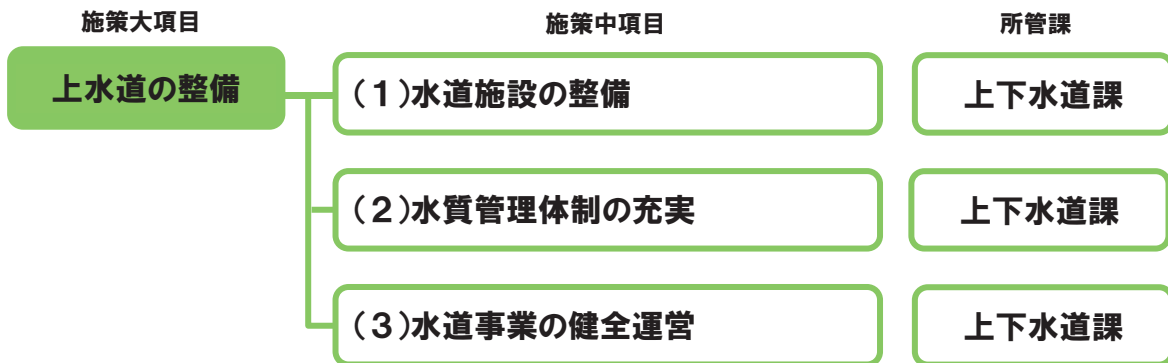 施策大項目 施策中項目 所管課
上水道の整備 （1）水道施設の整備 上下水道課
（2）水質管理体制の充実 上下水道課
（3）水道事業の健全運営 上下水道課